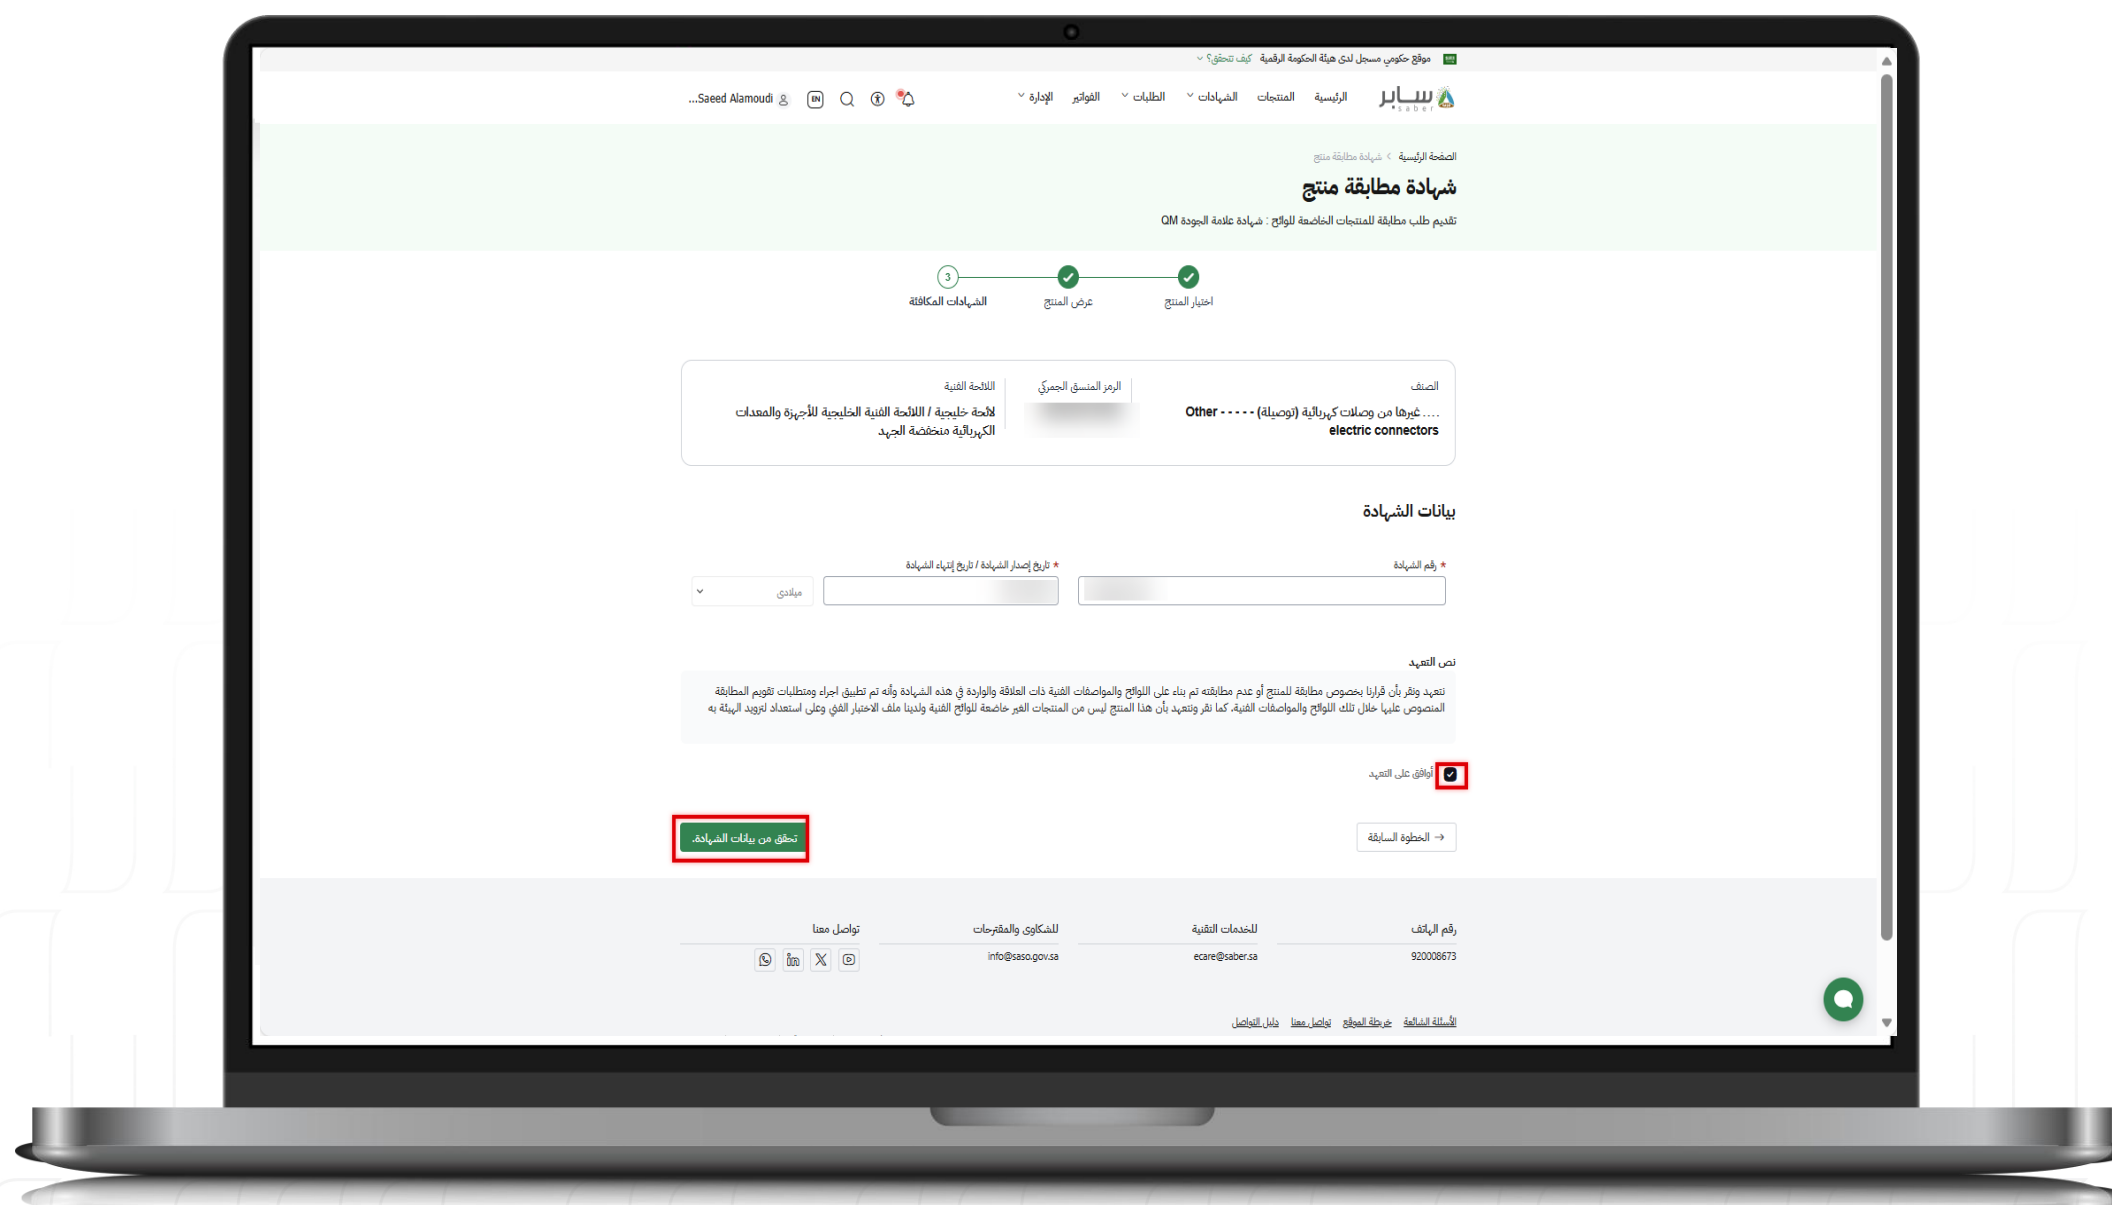 موقع حكومي مسجل لدى هيئة الحكومة الرقمية كيف تتحقق؟
سابر
saber
الرئيسية المنتجات الشهادات الطلبات الفواتير الإدارة
EN Saeed Alamoudi...
الصفحة الرئيسية شهادة مطابقة منتج
شهادة مطابقة منتج
تقديم طلب مطابقة للمنتجات الخاضعة للوائح : شهادة علامة الجودة QM
3
اختيار المنتج عرض المنتج الشهادات المكافئة
الصنف
.... غيرها من وصلات كهربائية (توصيلة) - - - - - Other
electric connectors
الرمز المنسق الجمركي
اللائحة الفنية
لائحة خليجية / اللائحة الفنية الخليجية للأجهزة والمعدات
الكهربائية منخفضة الجهد
بيانات الشهادة
* رقم الشهادة
* تاريخ إصدار الشهادة / تاريخ إنتهاء الشهادة
ميلادي
نص التعهد
نتعهد ونقر بأن قرارنا بخصوص مطابقة للمنتج أو عدم مطابقته تم بناء على اللوائح والمواصفات الفنية ذات العلاقة والواردة في هذه الشهادة وأنه تم تطبيق اجراء ومتطلبات تقويم المطابقة
المنصوص عليها خلال تلك اللوائح والمواصفات الفنية، كما نقر ونتعهد بأن هذا المنتج ليس من المنتجات الغير خاضعة للوائح الفنية ولدينا ملف الاختبار الفني وعلى استعداد لتزويد الهيئة به
أوافق على التعهد
الخطوة السابقة
تحقق من بيانات الشهادة.
رقم الهاتف
920008673
للخدمات التقنية
ecare@saber.sa
للشكاوى والمقترحات
info@saso.gov.sa
تواصل معنا
الأسئلة الشائعة خريطة الموقع تواصل معنا دليل التواصل